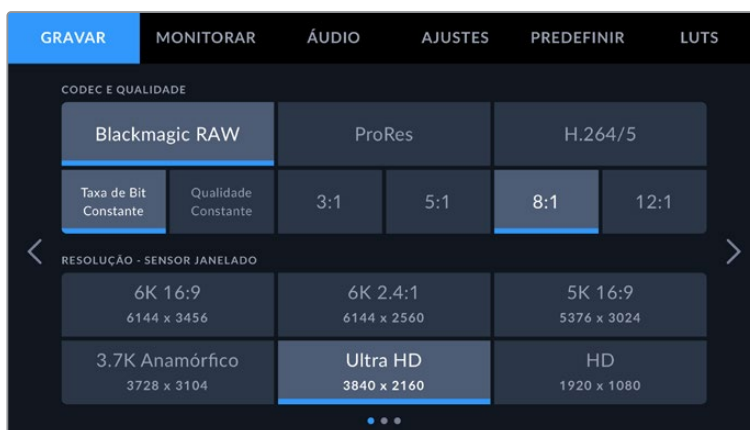 GRAVAR MONITORAR ÁUDIO AJUSTES PREDEFINIR LUTS
CODEC E QUALIDADE
Blackmagic RAW ProRes H.264/5
Taxa de Bit Constante Qualidade Constante 3:1 5:1 8:1 12:1
RESOLUÇÃO - SENSOR JANELADO
6K 16:9 6K 2.4:1 5K 16:9
6144 x 3456 6144 x 2560 5376 x 3024
3.7K Anamórfico Ultra HD HD
3728 x 3104 3840 x 2160 1920 x 1080